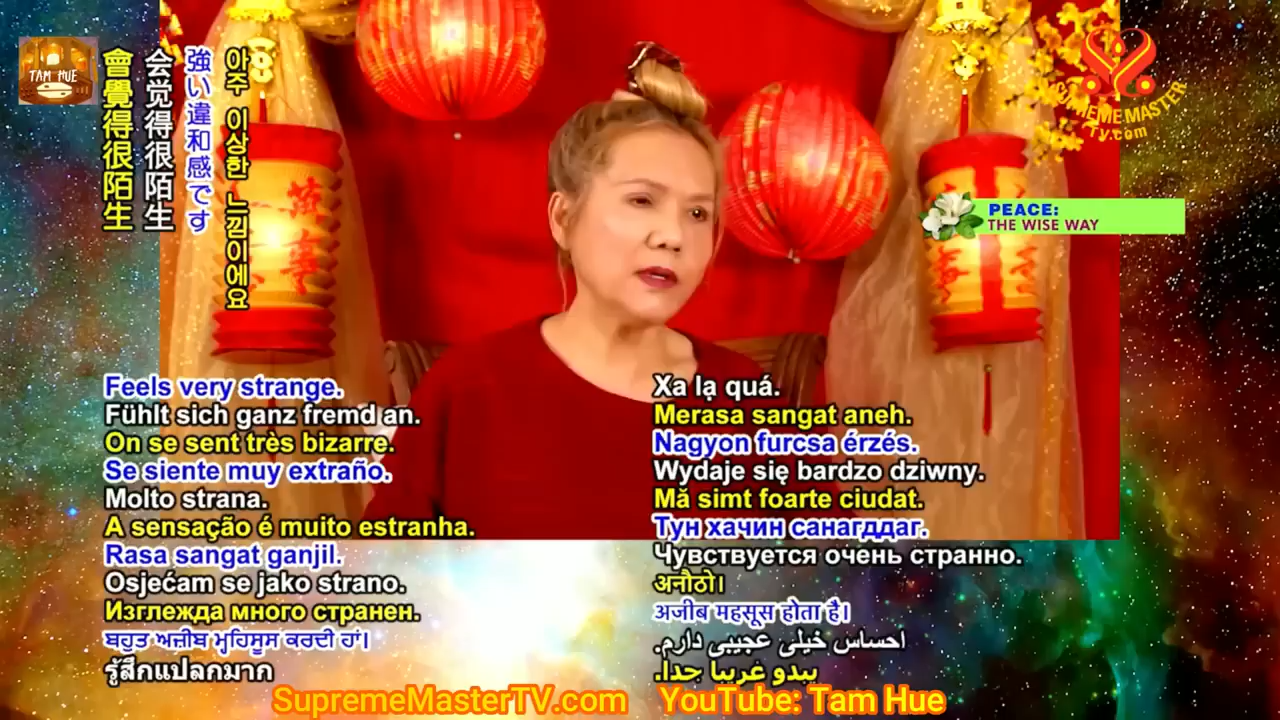 TAM HUE
會覺得很陌生
会觉得很陌生
強い違和感です
아주 이상한 느낌이에요
SUPREME MASTER
TV.com
PEACE:
THE WISE WAY
Feels very strange.
Fühlt sich ganz fremd an.
On se sent très bizarre.
Se siente muy extraño.
Molto strana.
A sensação é muito estranha.
Rasa sangat ganjil.
Osjećam se jako strano.
Изглежда много странен.
ਬਹੁਤ ਅਜ਼ੀਬ ਮਹਿਸੂਸ ਕਰਦੀ ਹਾਂ।
รู้สึกแปลกมาก
Xa lạ quá.
Merasa sangat aneh.
Nagyon furcsa érzés.
Wydaje się bardzo dziwny.
Mă simt foarte ciudat.
Тун хачин санагддаг.
Чувствуется очень странно.
अनौठो।
अजीब महसूस होता है।
احساس خیلی عجیبی دارم.
يبدو غريبا جدا.
SupremeMasterTV.com YouTube: Tam Hue